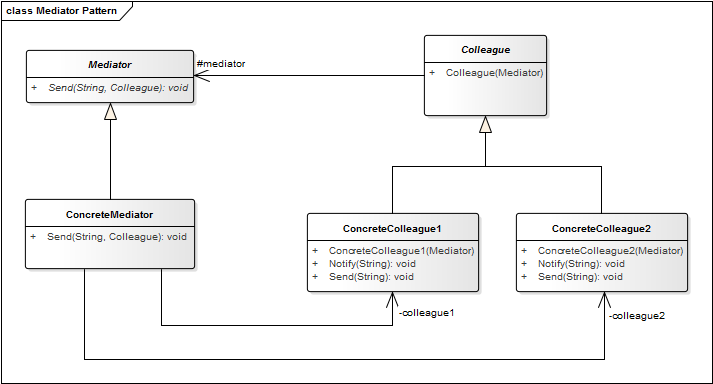 class Mediator Pattern
Mediator
+ Send(String, Colleague): void
#mediator
Colleague
+ Colleague(Mediator)
ConcreteMediator
+ Send(String, Colleague): void
ConcreteColleague1
+ ConcreteColleague1(Mediator)
+ Notify(String): void
+ Send(String): void
ConcreteColleague2
+ ConcreteColleague2(Mediator)
+ Notify(String): void
+ Send(String): void
-colleague1
-colleague2